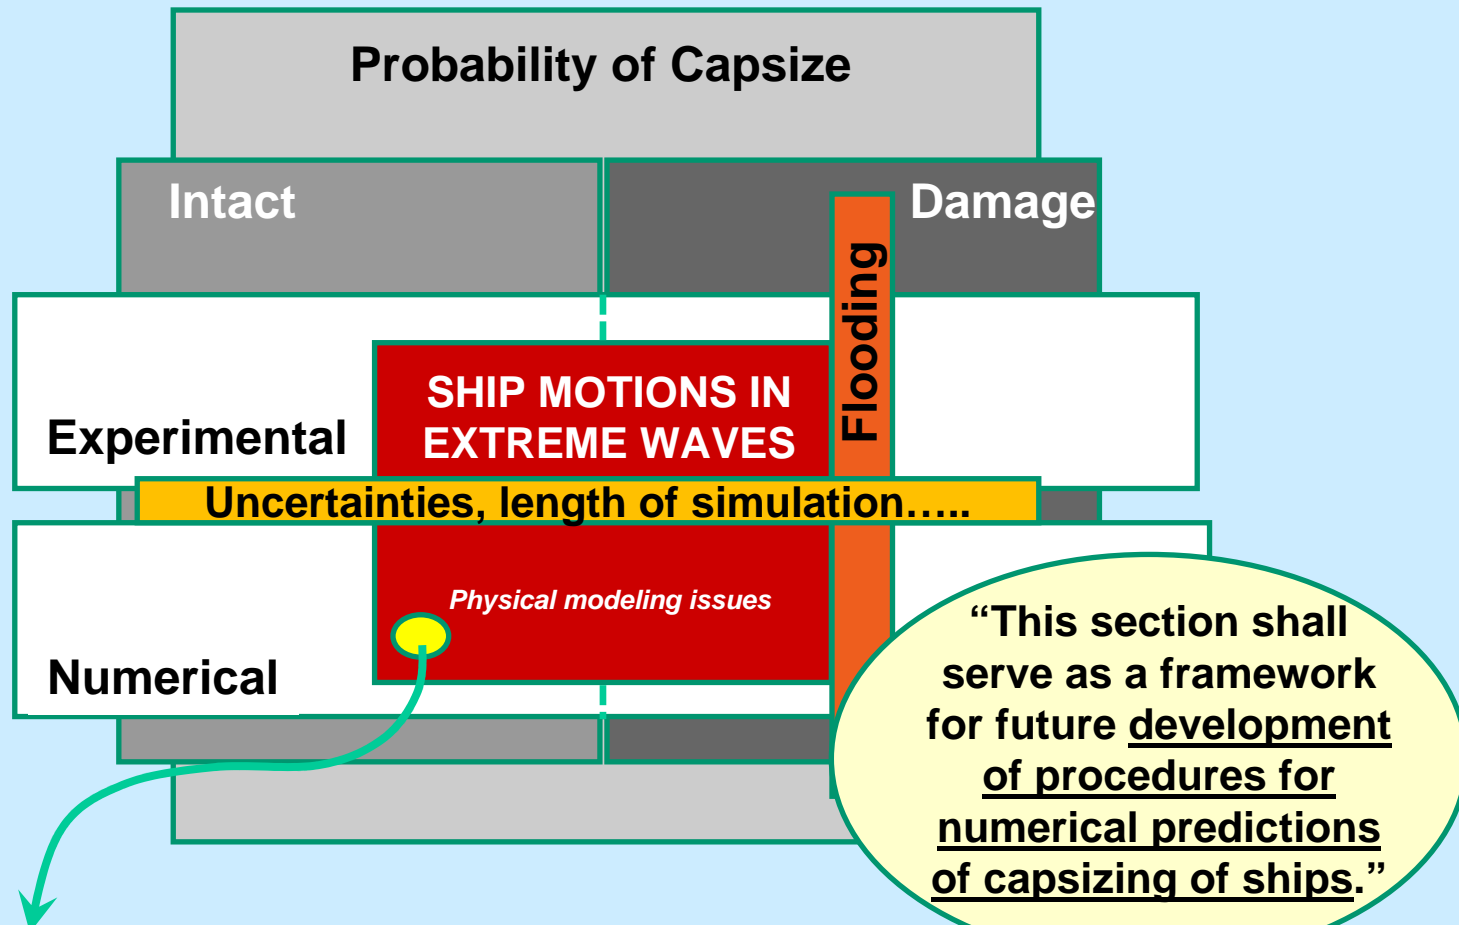 Probability of Capsize
Intact
Damage
Flooding
SHIP MOTIONS IN
EXTREME WAVES
Experimental
Uncertainties, length of simulation…..
Physical modeling issues
Numerical
“This section shall
serve as a framework
for future development
of procedures for
numerical predictions
of capsizing of ships.”